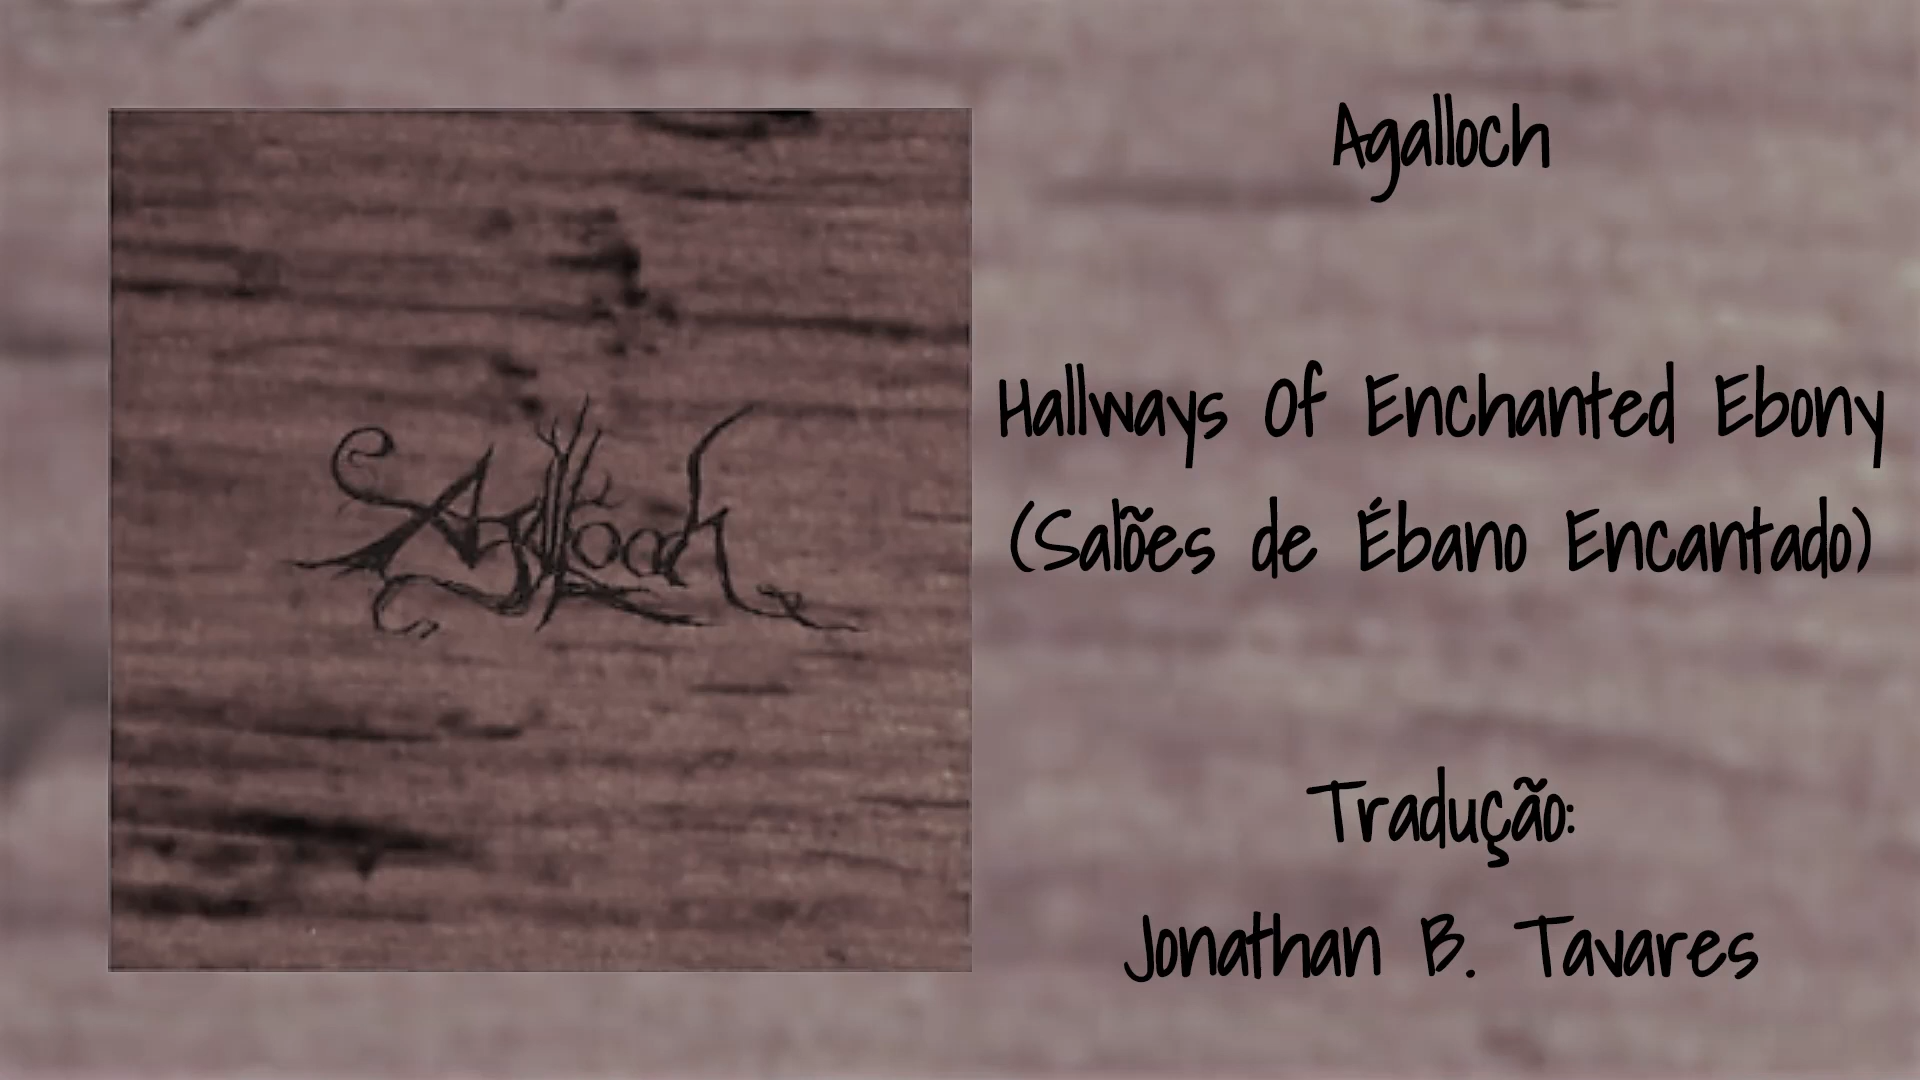 Agalloch
Agalloch
Hallways Of Enchanted Ebony
(Salões de Ébano Encantado)
Tradução:
Jonathan B. Tavares